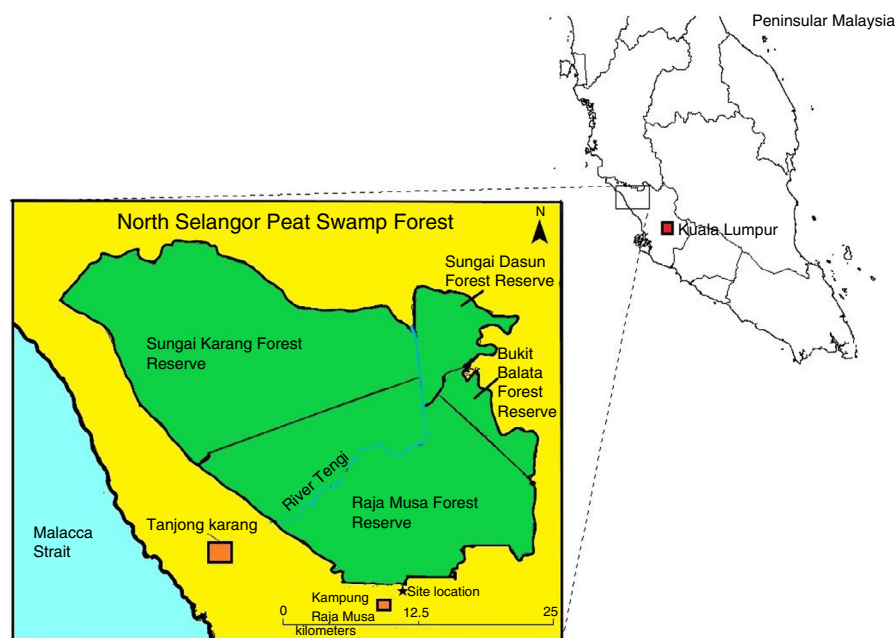 Peninsular Malaysia
Kuala Lumpur
North Selangor Peat Swamp Forest
N
Sungai Dasun
Forest Reserve
Sungai Karang Forest
Reserve
Bukit
Balata
Forest
Reserve
River Tengi
Raja Musa Forest
Reserve
Malacca
Strait
Tanjong karang
Site location
Kampung
Raja Musa
0
12.5
25
kilometers